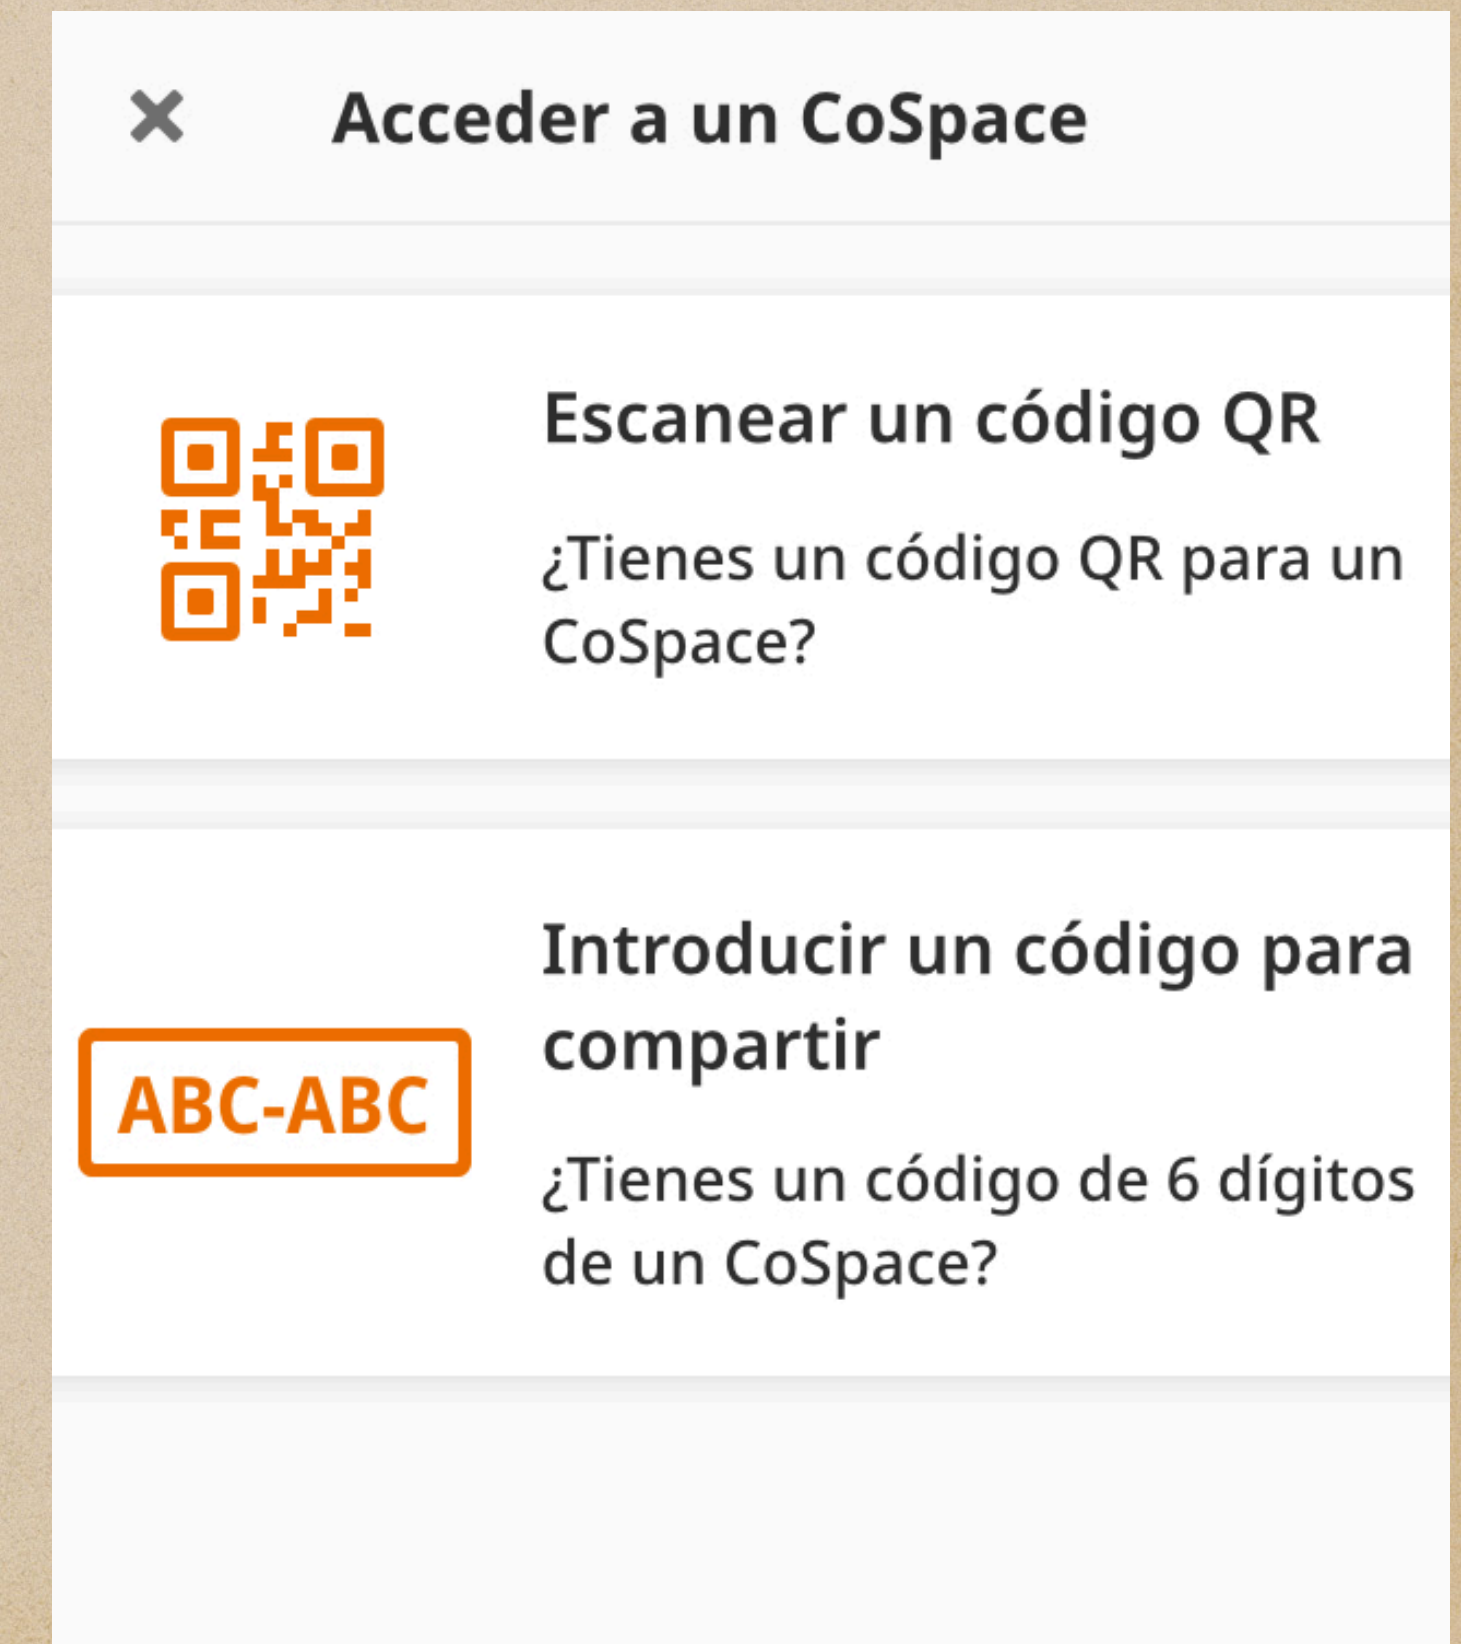 Acceder a un CoSpace
Escanear un código QR
¿Tienes un código QR para un
CoSpace?
Introducir un código para
compartir
ABC-ABC
¿Tienes un código de 6 dígitos
de un CoSpace?